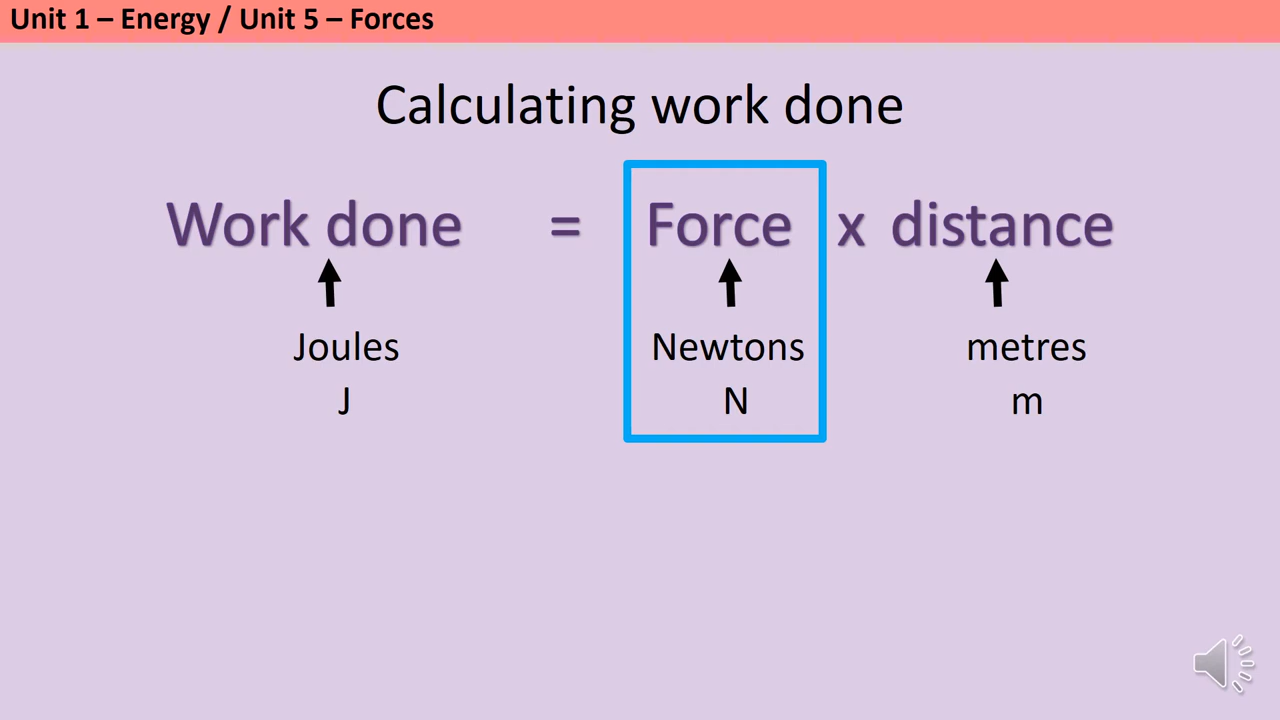 Unit 1 – Energy / Unit 5 – Forces
Calculating work done
Work done = Force x distance
Joules Newtons metres
J N m